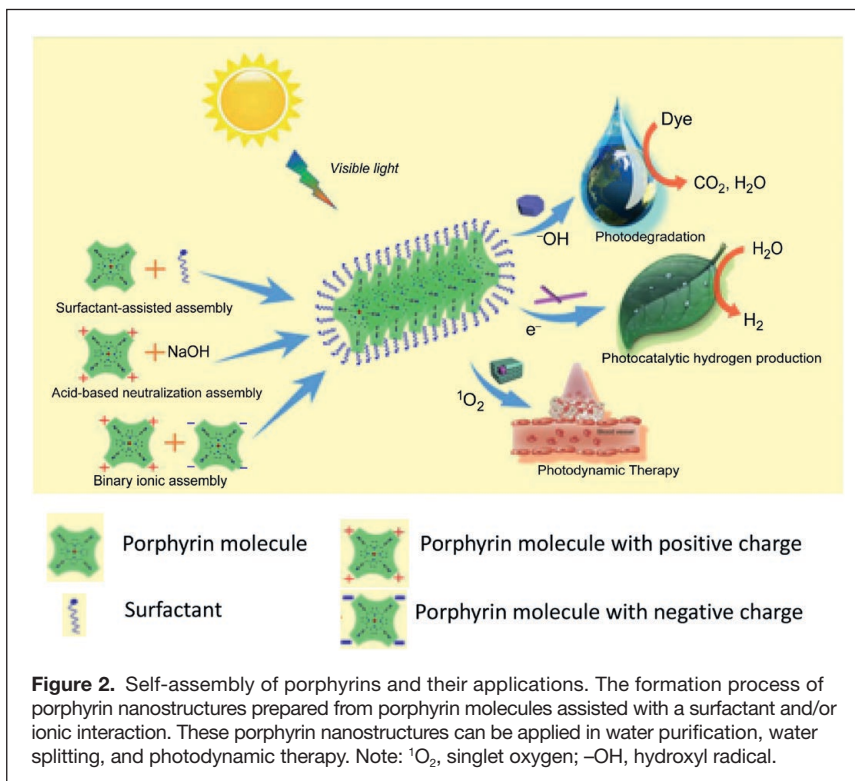 Visible light
Dye
CO₂, H₂O
–OH
Photodegradation
Surfactant-assisted assembly
NaOH
Acid-based neutralization assembly
Binary ionic assembly
H₂O
e–
H₂
Photocatalytic hydrogen production
¹O₂
Photodynamic Therapy
Porphyrin molecule
Porphyrin molecule with positive charge
Surfactant
Porphyrin molecule with negative charge
Figure 2. Self-assembly of porphyrins and their applications. The formation process of
porphyrin nanostructures prepared from porphyrin molecules assisted with a surfactant and/or
ionic interaction. These porphyrin nanostructures can be applied in water purification, water
splitting, and photodynamic therapy. Note: ¹O₂, singlet oxygen; –OH, hydroxyl radical.